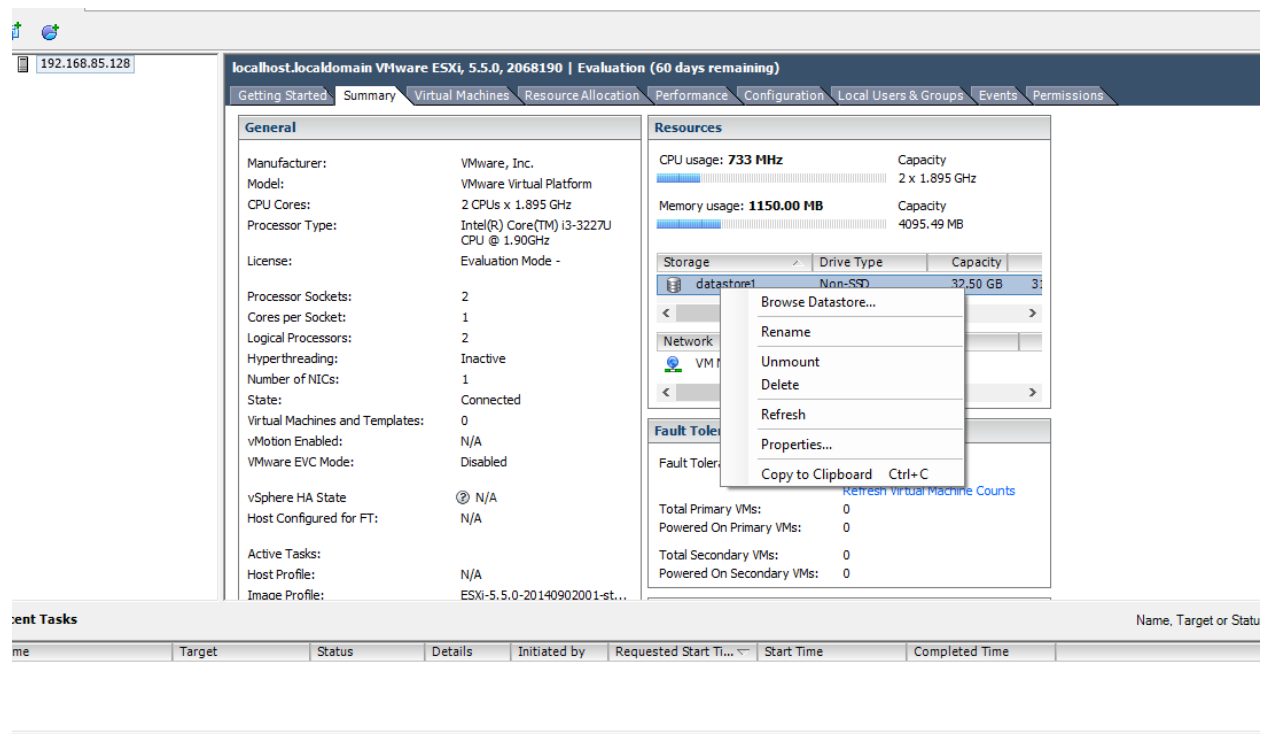 192.168.85.128
localhost.localdomain VMware ESXi, 5.5.0, 2068190 | Evaluation (60 days remaining)
Getting Started Summary Virtual Machines Resource Allocation Performance Configuration Local Users & Groups Events Permissions
General
Manufacturer: VMware, Inc.
Model: VMware Virtual Platform
CPU Cores: 2 CPUs x 1.895 GHz
Processor Type: Intel(R) Core(TM) i3-3227U
CPU @ 1.90GHz
License: Evaluation Mode -
Processor Sockets: 2
Cores per Socket: 1
Logical Processors: 2
Hyperthreading: Inactive
Number of NICs: 1
State: Connected
Virtual Machines and Templates: 0
vMotion Enabled: N/A
VMware EVC Mode: Disabled
vSphere HA State N/A
Host Configured for FT: N/A
Active Tasks:
Host Profile: N/A
Image Profile: ESXi-5.5.0-20140902001-st...
Resources
CPU usage: 733 MHz Capacity
2 x 1.895 GHz
Memory usage: 1150.00 MB Capacity
4095.49 MB
Storage Drive Type Capacity
datastore1 Non-SSD 32.50 GB
Network
VM
Browse Datastore...
Rename
Unmount
Delete
Refresh
Properties...
Copy to Clipboard Ctrl+C
Fault
Fault
Refresh Virtual Machine Counts
Total Primary VMs: 0
Powered On Primary VMs: 0
Total Secondary VMs: 0
Powered On Secondary VMs: 0
Tasks
Name, Target or
Target Status Details Initiated by Requested Start Ti... Start Time Completed Time